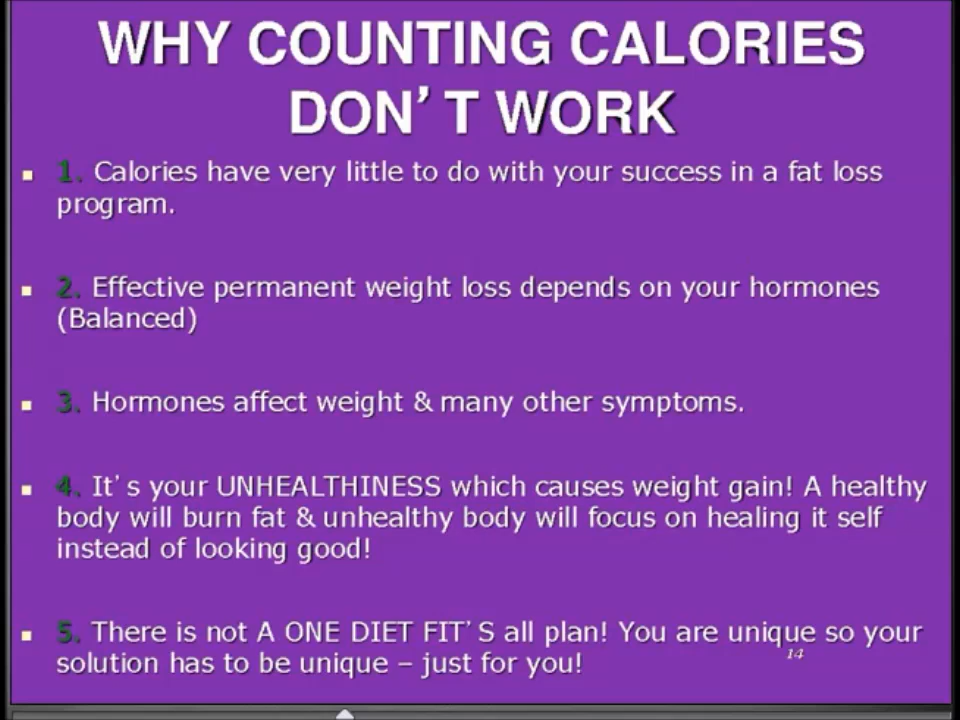 WHY COUNTING CALORIES
DON’T WORK
▪ 1. Calories have very little to do with your success in a fat loss
program.
▪ 2. Effective permanent weight loss depends on your hormones
(Balanced)
▪ 3. Hormones affect weight & many other symptoms.
▪ 4. It’s your UNHEALTHINESS which causes weight gain! A healthy
body will burn fat & unhealthy body will focus on healing it self
instead of looking good!
▪ 5. There is not A ONE DIET FIT’S all plan! You are unique so your
solution has to be unique – just for you!
14